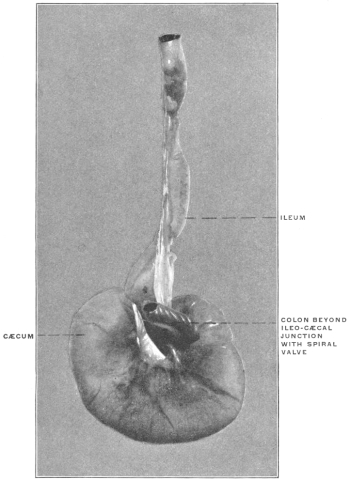 ILEUM
CÆCUM
COLON BEYOND
ILEO-CÆCAL
JUNCTION
WITH SPIRAL
VALVE